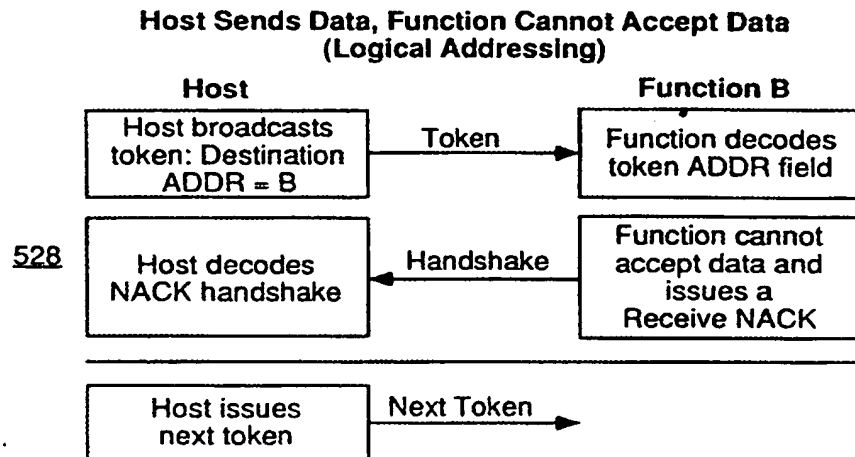 Host Sends Data, Function Cannot Accept Data
(Logical Addressing)
Host
Function B
Host broadcasts
token: Destination
ADDR = B
Token
Function decodes
token ADDR field
528
Host decodes
NACK handshake
Handshake
Function cannot
accept data and
issues a
Receive NACK
Host issues
next token
Next Token